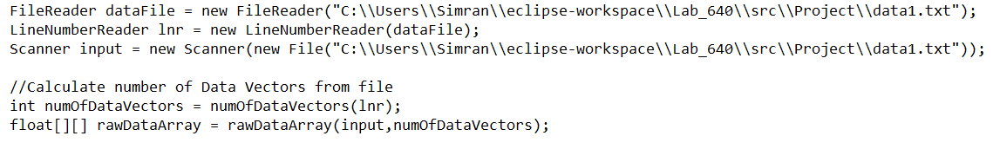 FileReader dataFile = new FileReader("C:\\Users\\Simran\\eclipse-workspace\\Lab_640\\src\\Project\\data1.txt");
LineNumberReader lnr = new LineNumberReader(dataFile);
Scanner input = new Scanner(new File("C:\\Users\\Simran\\eclipse-workspace\\Lab_640\\src\\Project\\data1.txt"));
//Calculate number of Data Vectors from file
int numOfDataVectors = numOfDataVectors(lnr);
float[][] rawDataArray = rawDataArray(input,numOfDataVectors);